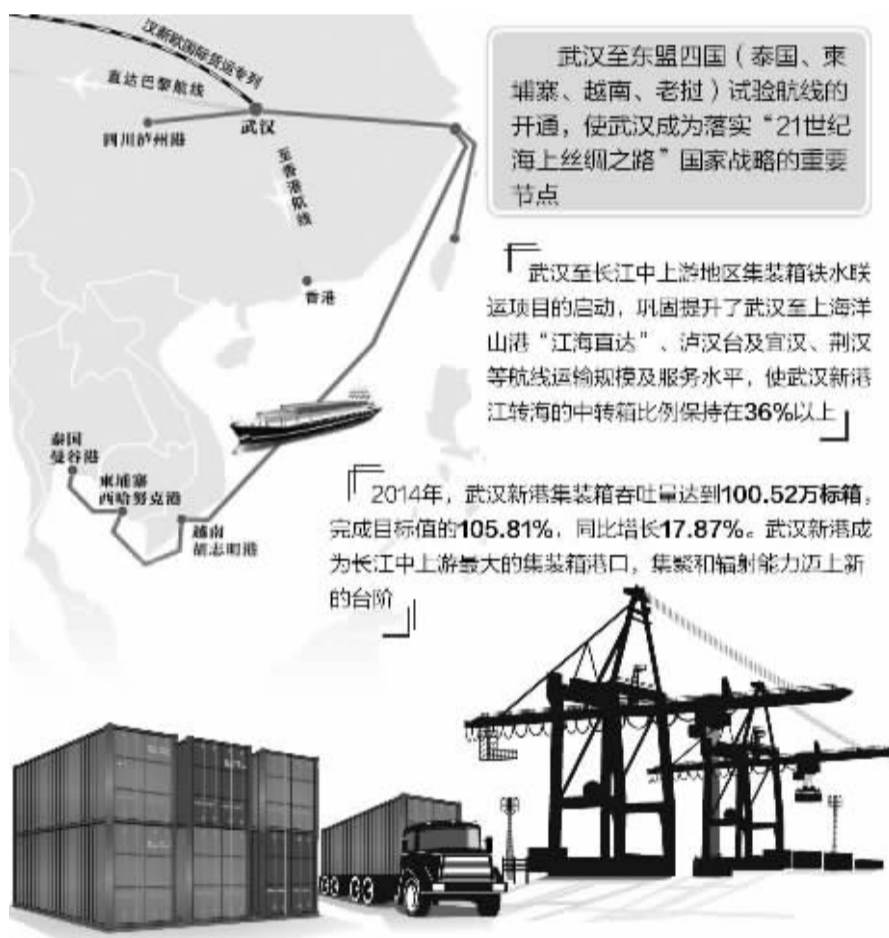 汉新欧国际货运专列
直达巴黎航线
四川泸州港
武汉
至香港航线
香港
泰国
曼谷港
柬埔寨
西哈努克港
越南
胡志明港
武汉至东盟四国（泰国、柬
埔寨、越南、老挝）试验航线的
开通，使武汉成为落实“21世纪
海上丝绸之路”国家战略的重要
节点
武汉至长江中上游地区集装箱铁水联
运项目的启动，巩固提升了武汉至上海洋
山港“江海直达”、泸汉台及宜汉、荆汉
等航线运输规模及服务水平，使武汉新港
江转海的中转箱比例保持在36%以上
2014年，武汉新港集装箱吞吐量达到100.52万标箱，
完成目标值的105.81%，同比增长17.87%。武汉新港成
为长江中上游最大的集装箱港口，集聚和辐射能力迈上新
的台阶